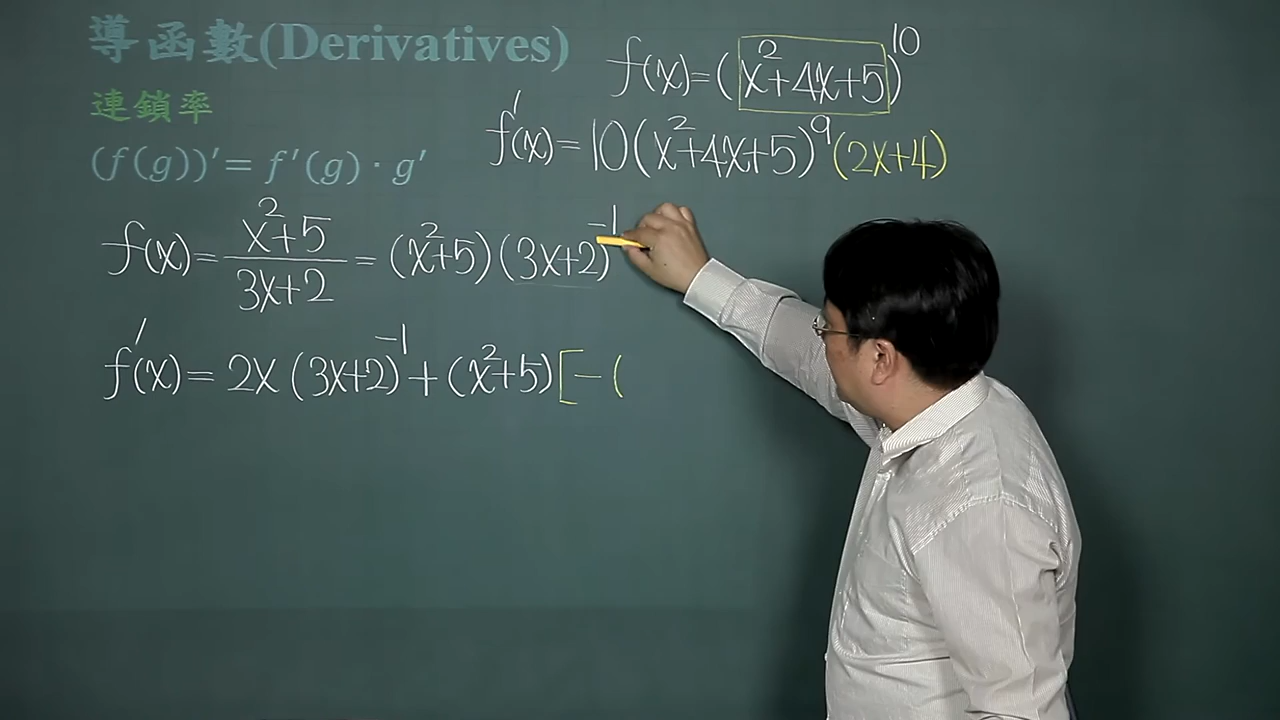 導函數(Derivatives)
連鎖率
(f(g))′ = f′(g) · g′
f(x)=(x²+4x+5)¹⁰
f′(x)=10(x²+4x+5)⁹(2x+4)
f(x)=\frac{x²+5}{3x+2}=(x²+5)(3x+2)⁻¹
f′(x)=2x(3x+2)⁻¹+(x²+5)[-(